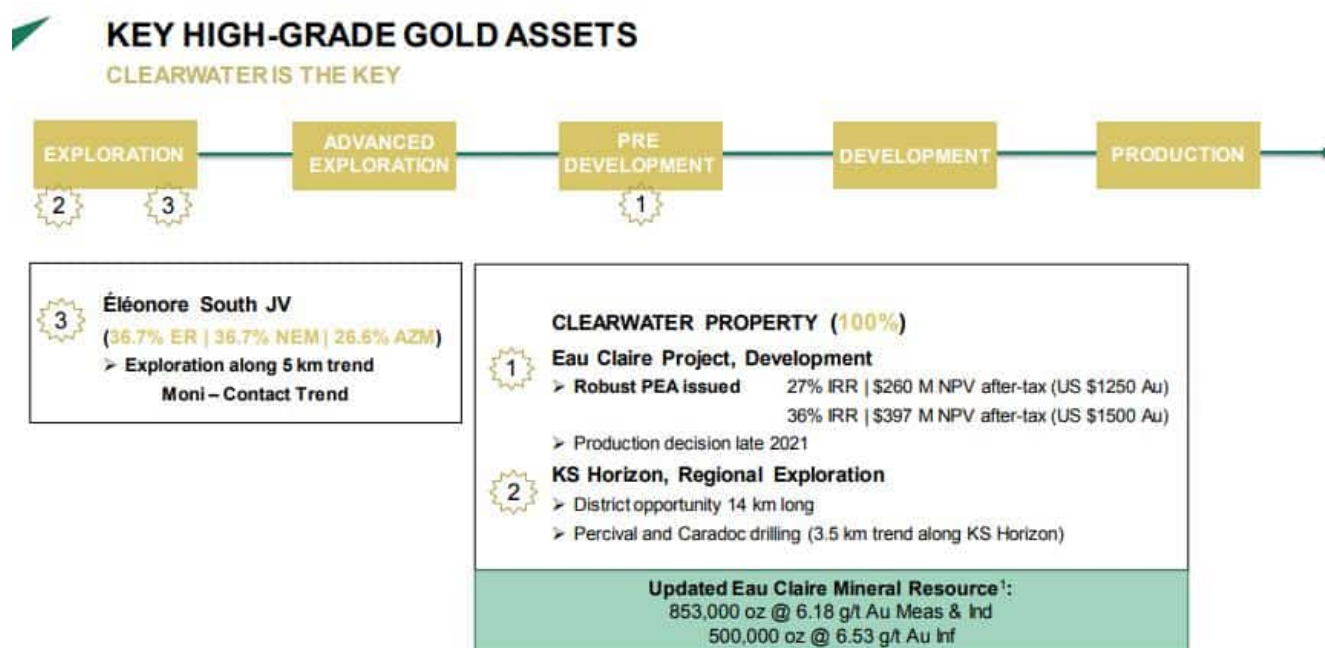 KEY HIGH-GRADE GOLD ASSETS
CLEARWATER IS THE KEY
EXPLORATION
ADVANCED
EXPLORATION
PRE
DEVELOPMENT
DEVELOPMENT
PRODUCTION
2
3
1
3
Éléonore South JV
(36.7% ER | 36.7% NEM | 26.6% AZM)
➢ Exploration along 5 km trend
Moni – Contact Trend
CLEARWATER PROPERTY (100%)
1
Eau Claire Project, Development
➢ Robust PEA issued 27% IRR | $260 M NPV after-tax (US $1250 Au)
36% IRR | $397 M NPV after-tax (US $1500 Au)
➢ Production decision late 2021
2
KS Horizon, Regional Exploration
➢ District opportunity 14 km long
➢ Percival and Caradoc drilling (3.5 km trend along KS Horizon)
Updated Eau Claire Mineral Resource¹:
853,000 oz @ 6.18 g/t Au Meas & Ind
500,000 oz @ 6.53 g/t Au Inf